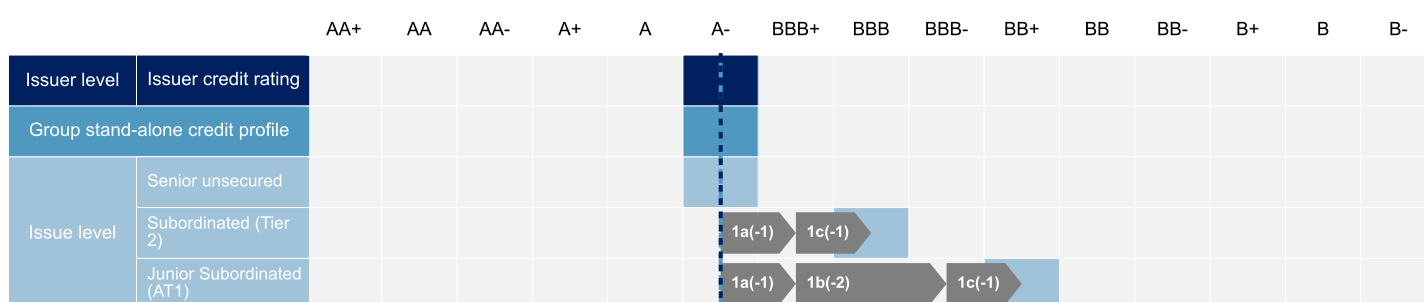 AA+ AA AA- A+ A A- BBB+ BBB BBB- BB+ BB BB- B+ B B-
Issuer level Issuer credit rating
Group stand-alone credit profile
Senior unsecured
Issue level
Subordinated (Tier
2)
1a(-1) 1c(-1)
Junior Subordinated
(AT1)
1a(-1) 1b(-2) 1c(-1)